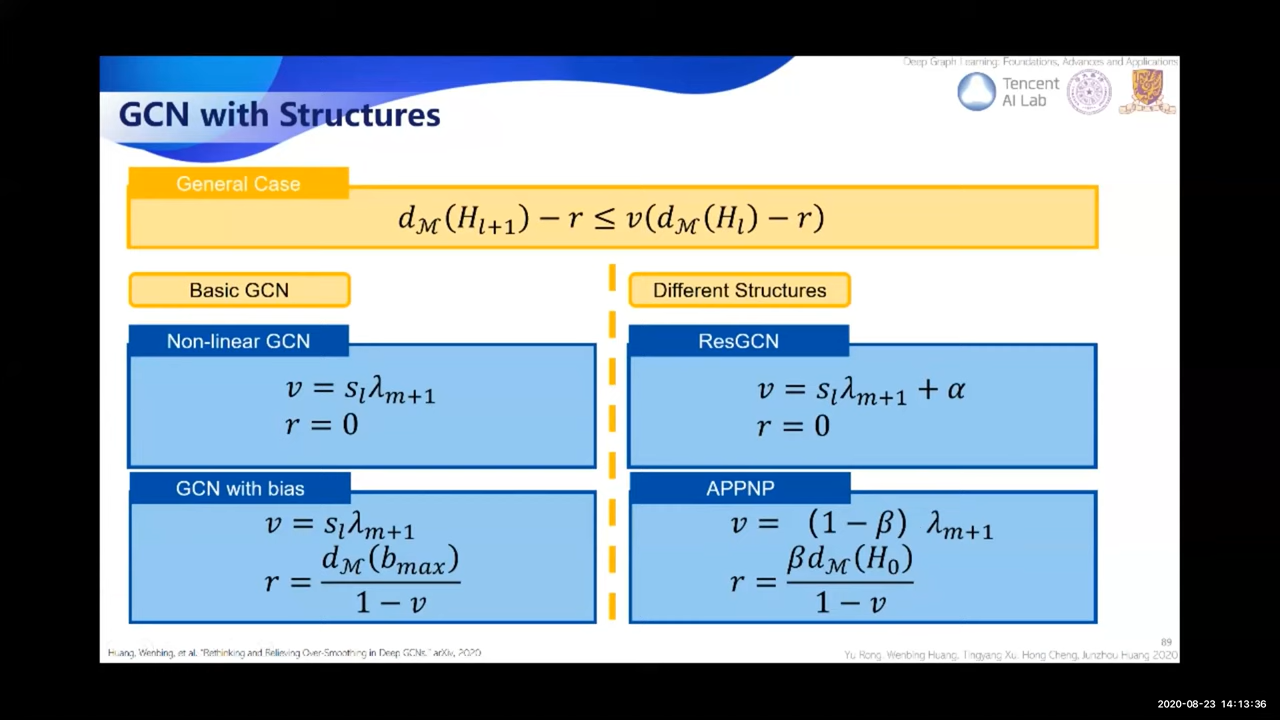 Deep Graph Learning: Foundations, Advances and Applications
Tencent
AI Lab
GCN with Structures
General Case
d_ℳ(H_{l+1}) − r ≤ v(d_ℳ(H_l) − r)
Basic GCN
Non-linear GCN
v = s_l λ_{m+1}
r = 0
GCN with bias
v = s_l λ_{m+1}
r = d_ℳ(b_{max}) / (1 − v)
Different Structures
ResGCN
v = s_l λ_{m+1} + α
r = 0
APPNP
v = (1 − β) λ_{m+1}
r = βd_ℳ(H_0) / (1 − v)
89
Huang, Wenbing, et al. "Rethinking and Relieving Over-Smoothing in Deep GCNs." arXiv, 2020
Yu Rong, Wenbing Huang, Tingyang Xu, Hong Cheng, Junzhou Huang 2020
2020-08-23 14:13:36